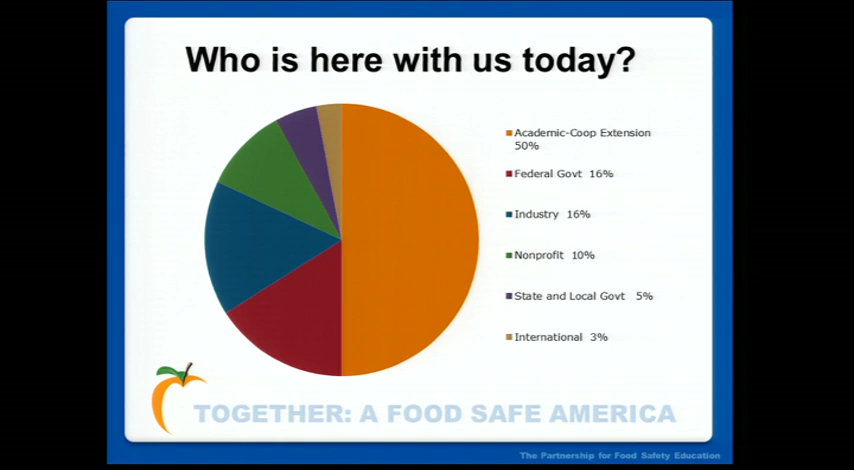 Who is here with us today?
Academic-Coop Extension
50%
Federal Govt 16%
Industry 16%
Nonprofit 10%
State and Local Govt 5%
International 3%
TOGETHER: A FOOD SAFE AMERICA
The Partnership for Food Safety Education